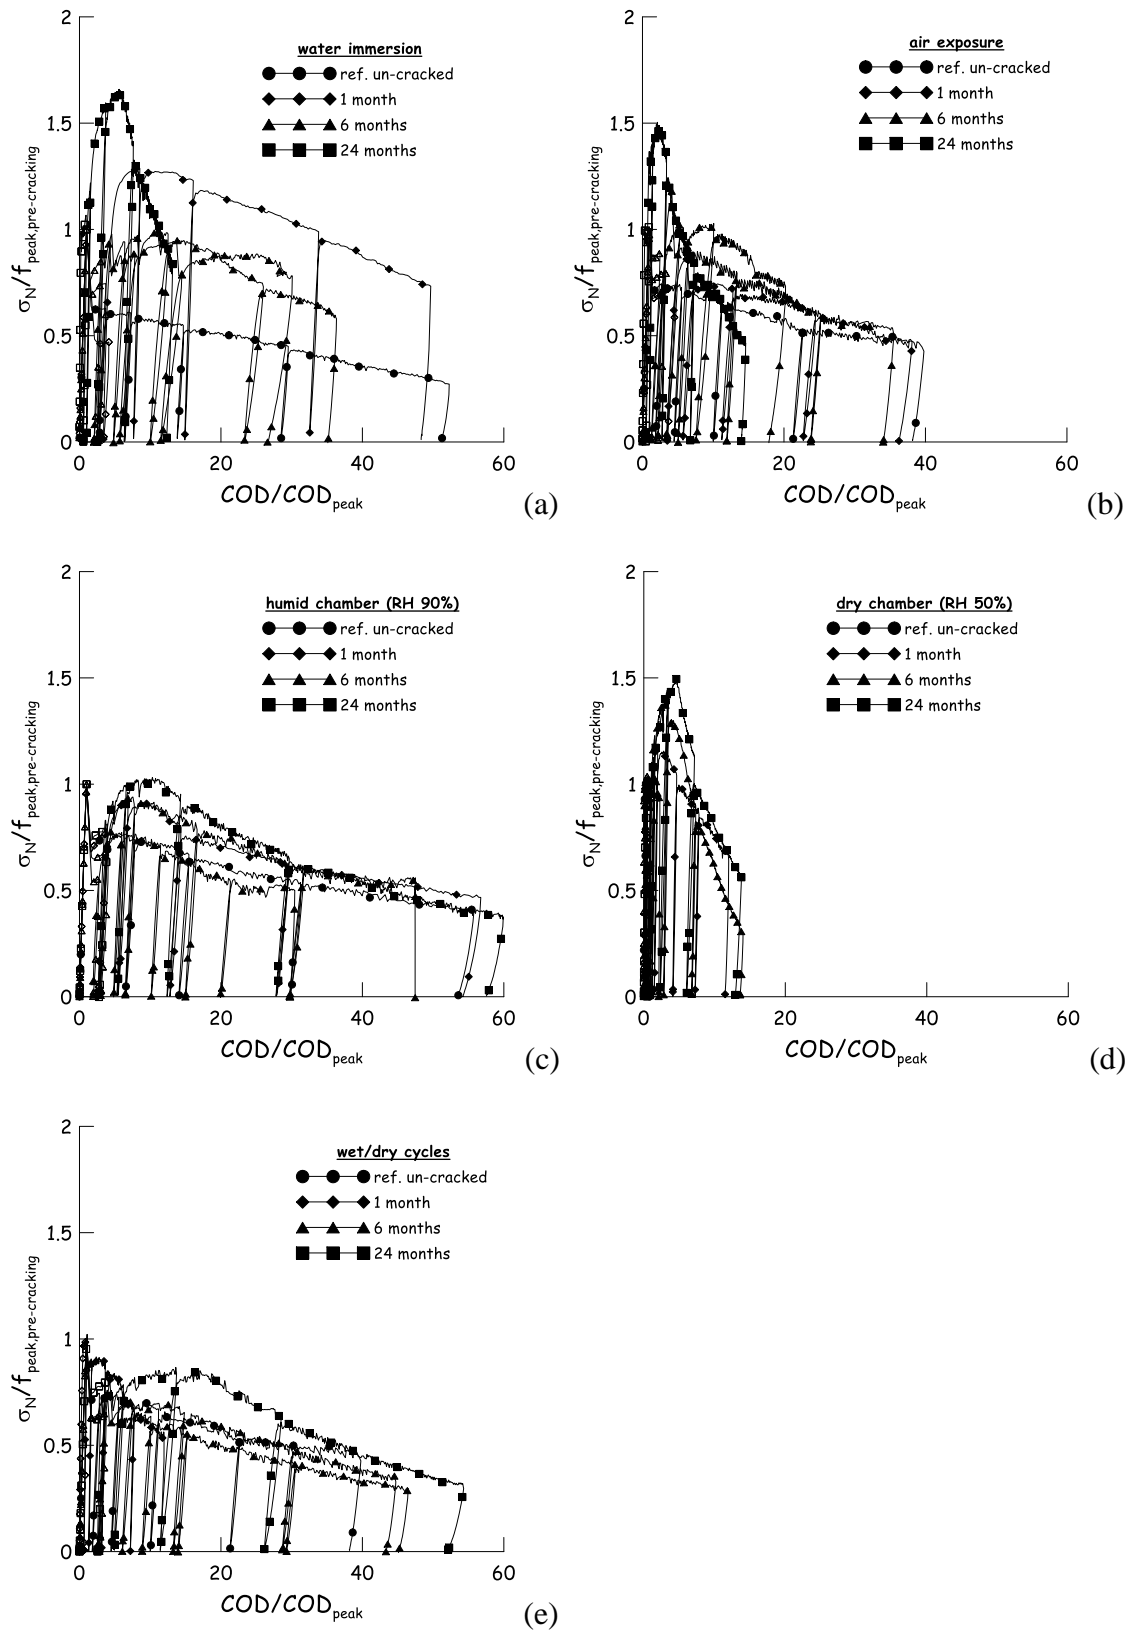 2
1.5
1
0.5
0
σN/fpeak,pre-cracking
water immersion
ref. un-cracked
1 month
6 months
24 months
0 20 40 60
COD/CODpeak
(a)
2
1.5
1
0.5
0
σN/fpeak,pre-cracking
air exposure
ref. un-cracked
1 month
6 months
24 months
0 20 40 60
COD/CODpeak
(b)
2
1.5
1
0.5
0
σN/fpeak,pre-cracking
humid chamber (RH 90%)
ref. un-cracked
1 month
6 months
24 months
0 20 40 60
COD/CODpeak
(c)
2
1.5
1
0.5
0
σN/fpeak,pre-cracking
dry chamber (RH 50%)
ref. un-cracked
1 month
6 months
24 months
0 20 40 60
COD/CODpeak
(d)
2
1.5
1
0.5
0
σN/fpeak,pre-cracking
wet/dry cycles
ref. un-cracked
1 month
6 months
24 months
0 20 40 60
COD/CODpeak
(e)